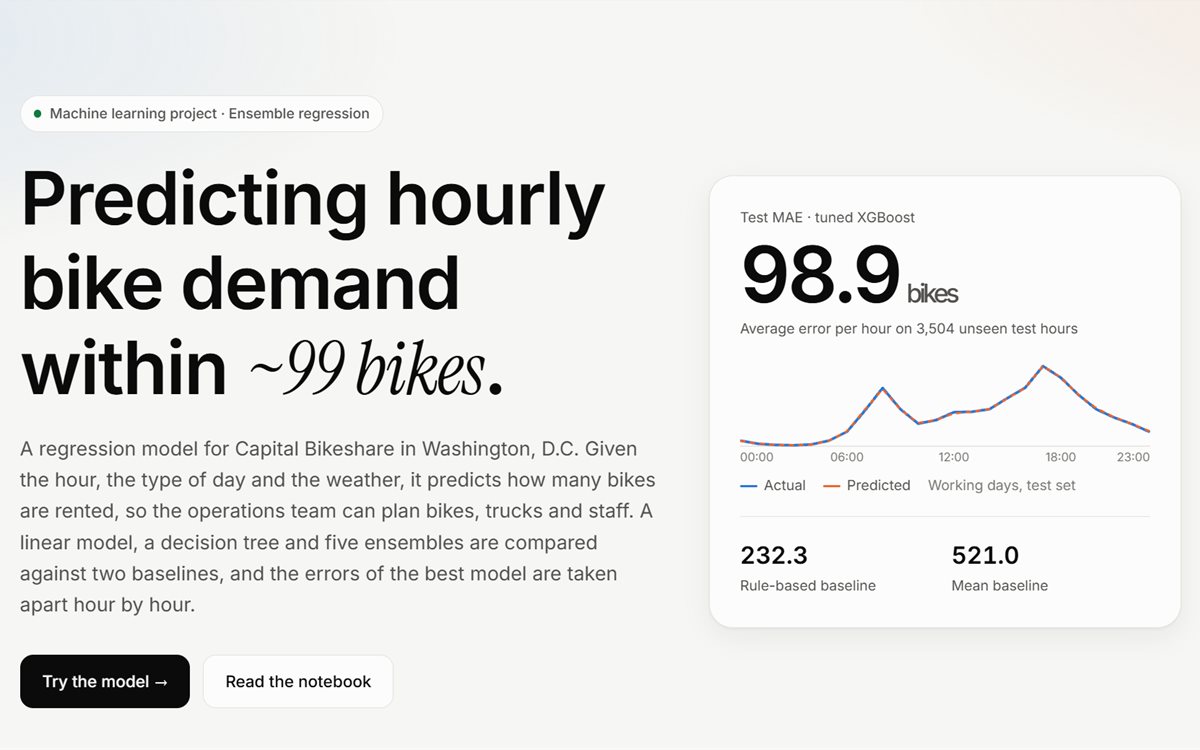 Machine learning project · Ensemble regression
Predicting hourly
bike demand
within ~99 bikes.
A regression model for Capital Bikeshare in Washington, D.C. Given
the hour, the type of day and the weather, it predicts how many bikes
are rented, so the operations team can plan bikes, trucks and staff. A
linear model, a decision tree and five ensembles are compared
against two baselines, and the errors of the best model are taken
apart hour by hour.
Try the model →
Read the notebook
Test MAE · tuned XGBoost
98.9 bikes
Average error per hour on 3,504 unseen test hours
00:00 06:00 12:00 18:00 23:00
Actual Predicted Working days, test set
232.3 521.0
Rule-based baseline Mean baseline